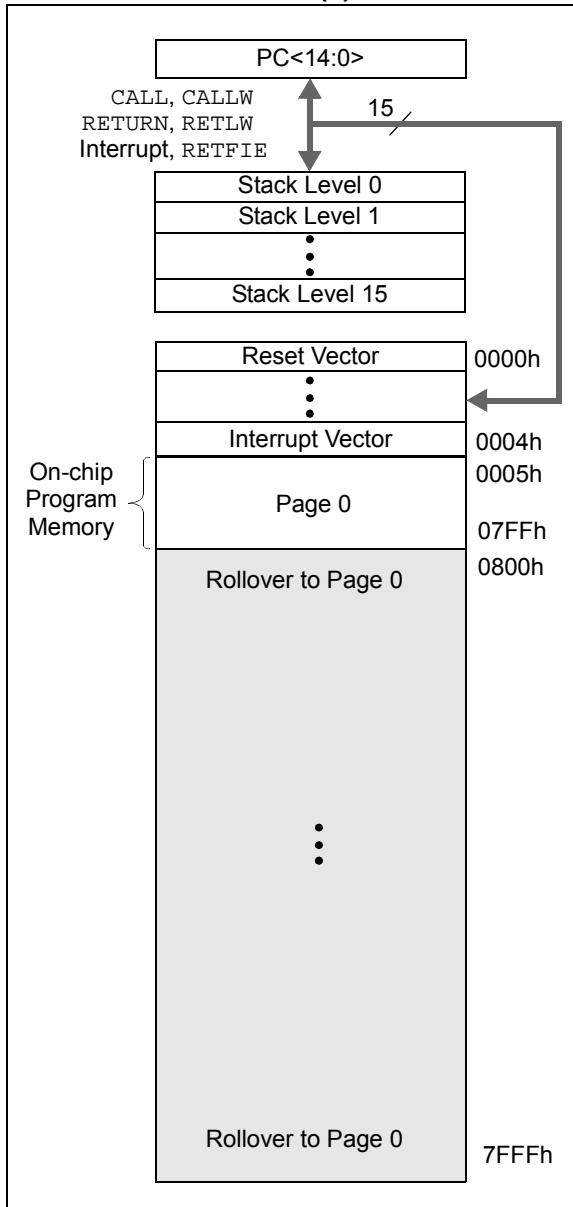 PC<14:0>
CALL, CALLW
RETURN, RETLW
Interrupt, RETFIE
15
Stack Level 0
Stack Level 1
Stack Level 15
Reset Vector
0000h
Interrupt Vector
0004h
On-chip
Program
Memory
Page 0
0005h
07FFh
Rollover to Page 0
0800h
Rollover to Page 0
7FFFh